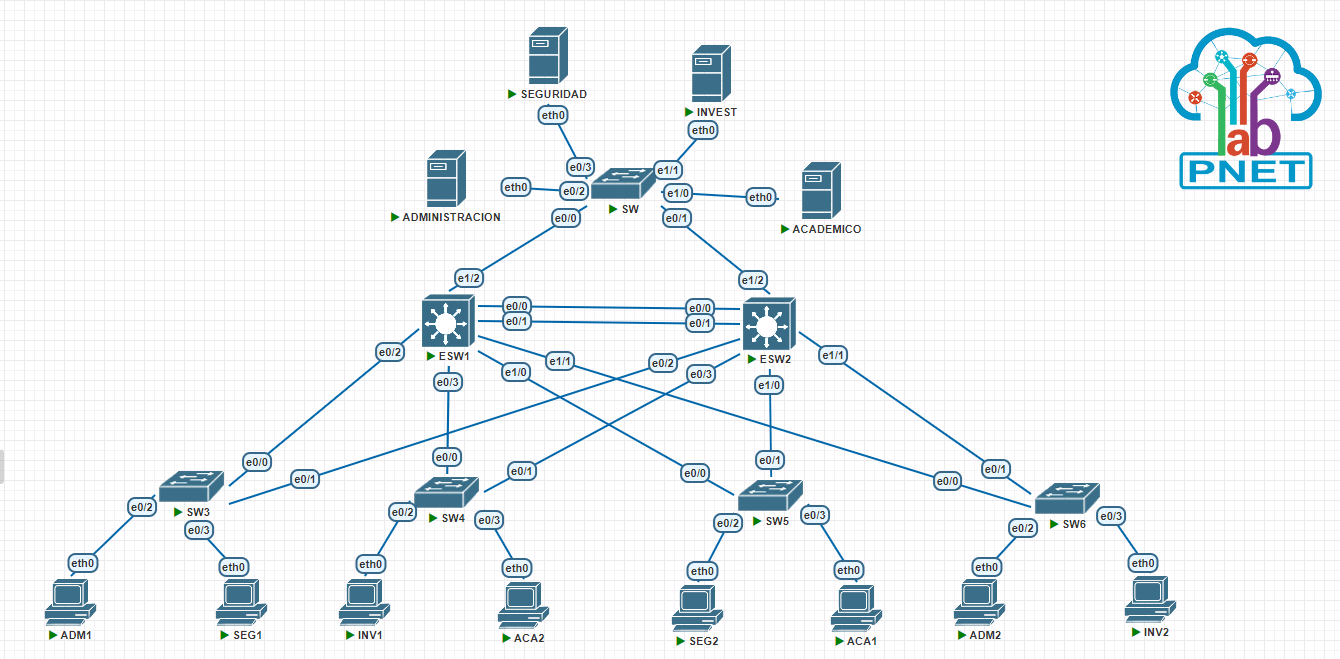 SEGURIDAD
INVEST
eth0
eth0
e0/3
e1/1
ADMINISTRACION
eth0
e0/2
SW
e1/0
eth0
ACADEMICO
e0/0
e0/1
lab
PNET
e1/2
e1/2
e0/0
e0/0
e0/1
e0/1
e0/2
ESW1
e1/1
e0/2
ESW2
e1/1
e0/3
e1/0
e0/3
e1/0
e0/0
e0/1
e0/0
e0/1
e0/0
e0/1
e0/0
e0/1
e0/2
SW3
e0/3
e0/2
SW4
e0/3
e0/2
SW5
e0/3
e0/2
SW6
e0/3
eth0
eth0
eth0
eth0
eth0
eth0
eth0
eth0
ADM1
SEG1
INV1
ACA2
SEG2
ACA1
ADM2
INV2